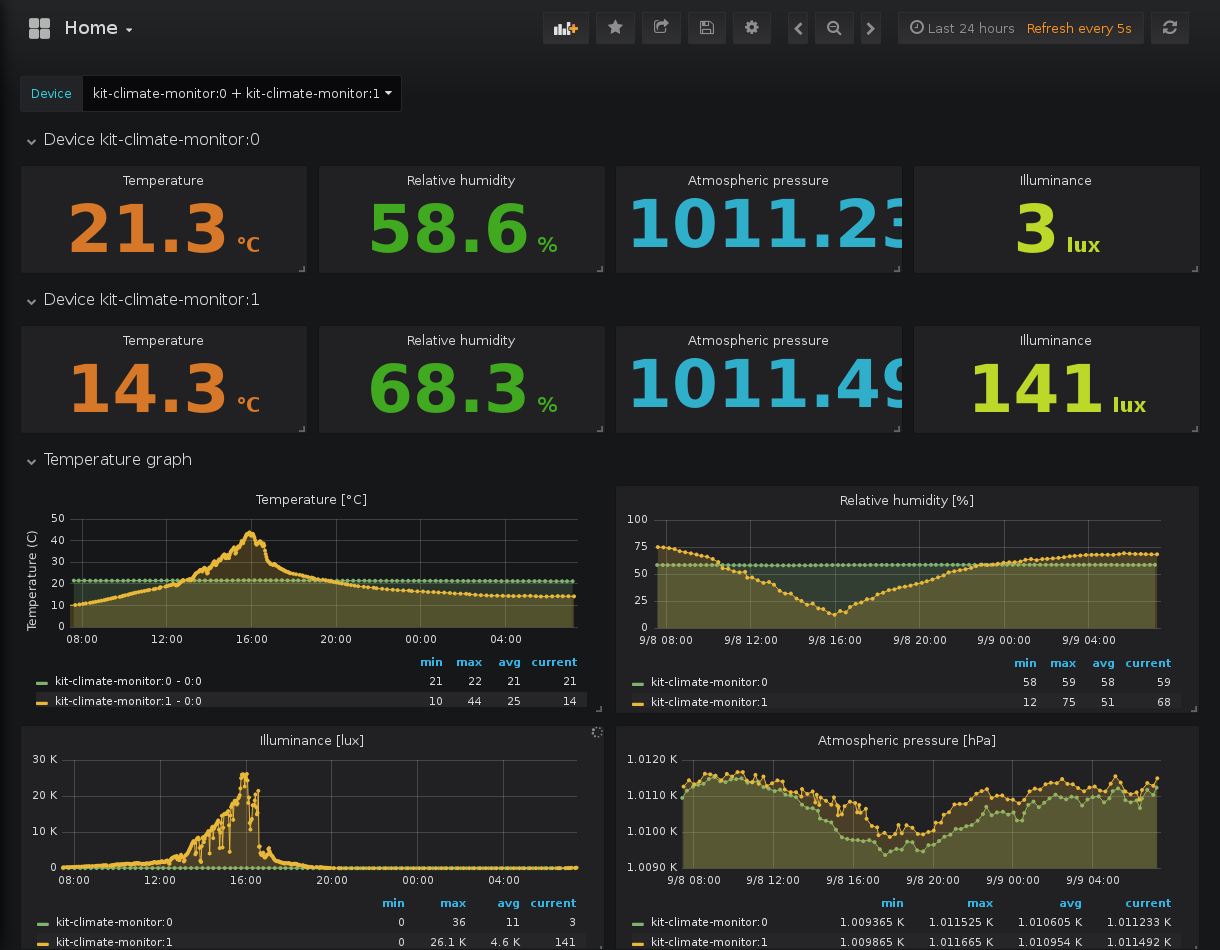 Home
Last 24 hours Refresh every 5s
Device kit-climate-monitor:0 + kit-climate-monitor:1
Device kit-climate-monitor:0
Temperature Relative humidity Atmospheric pressure Illuminance
21.3 °C 58.6 % 1011.23 3 lux
Device kit-climate-monitor:1
Temperature Relative humidity Atmospheric pressure Illuminance
14.3 °C 68.3 % 1011.49 141 lux
Temperature graph
Temperature [°C]
Temperature (C)
50
40
30
20
10
0
08:00 12:00 16:00 20:00 00:00 04:00
min max avg current
kit-climate-monitor:0 - 0:0 21 22 21 21
kit-climate-monitor:1 - 0:0 10 44 25 14
Relative humidity [%]
100
75
50
25
0
9/8 08:00 9/8 12:00 9/8 16:00 9/8 20:00 9/9 00:00 9/9 04:00
min max avg current
kit-climate-monitor:0 58 59 58 59
kit-climate-monitor:1 12 75 51 68
Illuminance [lux]
30 K
20 K
10 K
0
08:00 12:00 16:00 20:00 00:00 04:00
min max avg current
kit-climate-monitor:0 0 36 11 3
kit-climate-monitor:1 0 26.1 K 4.6 K 141
Atmospheric pressure [hPa]
1.0120 K
1.0110 K
1.0100 K
1.0090 K
9/8 08:00 9/8 12:00 9/8 16:00 9/8 20:00 9/9 00:00 9/9 04:00
min max avg current
kit-climate-monitor:0 1.009365 K 1.011525 K 1.010605 K 1.011233 K
kit-climate-monitor:1 1.009865 K 1.011665 K 1.010954 K 1.011492 K